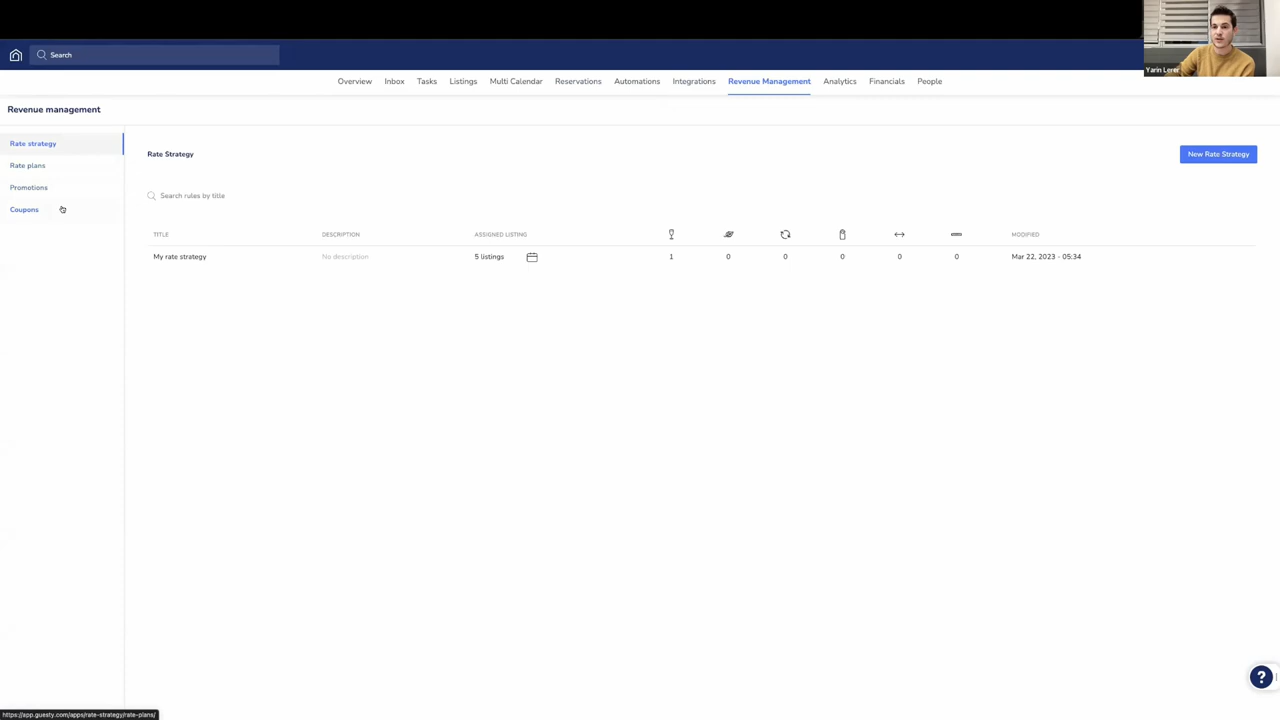 Search
Yarin Lerer
Overview Inbox Tasks Listings Multi Calendar Reservations Automations Integrations Revenue Management Analytics Financials People
Revenue management
Rate strategy
Rate plans
Promotions
Coupons
Rate Strategy
New Rate Strategy
Search rules by title
TITLE DESCRIPTION ASSIGNED LISTING MODIFIED
My rate strategy No description 5 listings 1 0 0 0 0 0 Mar 22, 2023 - 05:34
?
https://app.guesty.com/apps/rate-strategy/rate-plans/